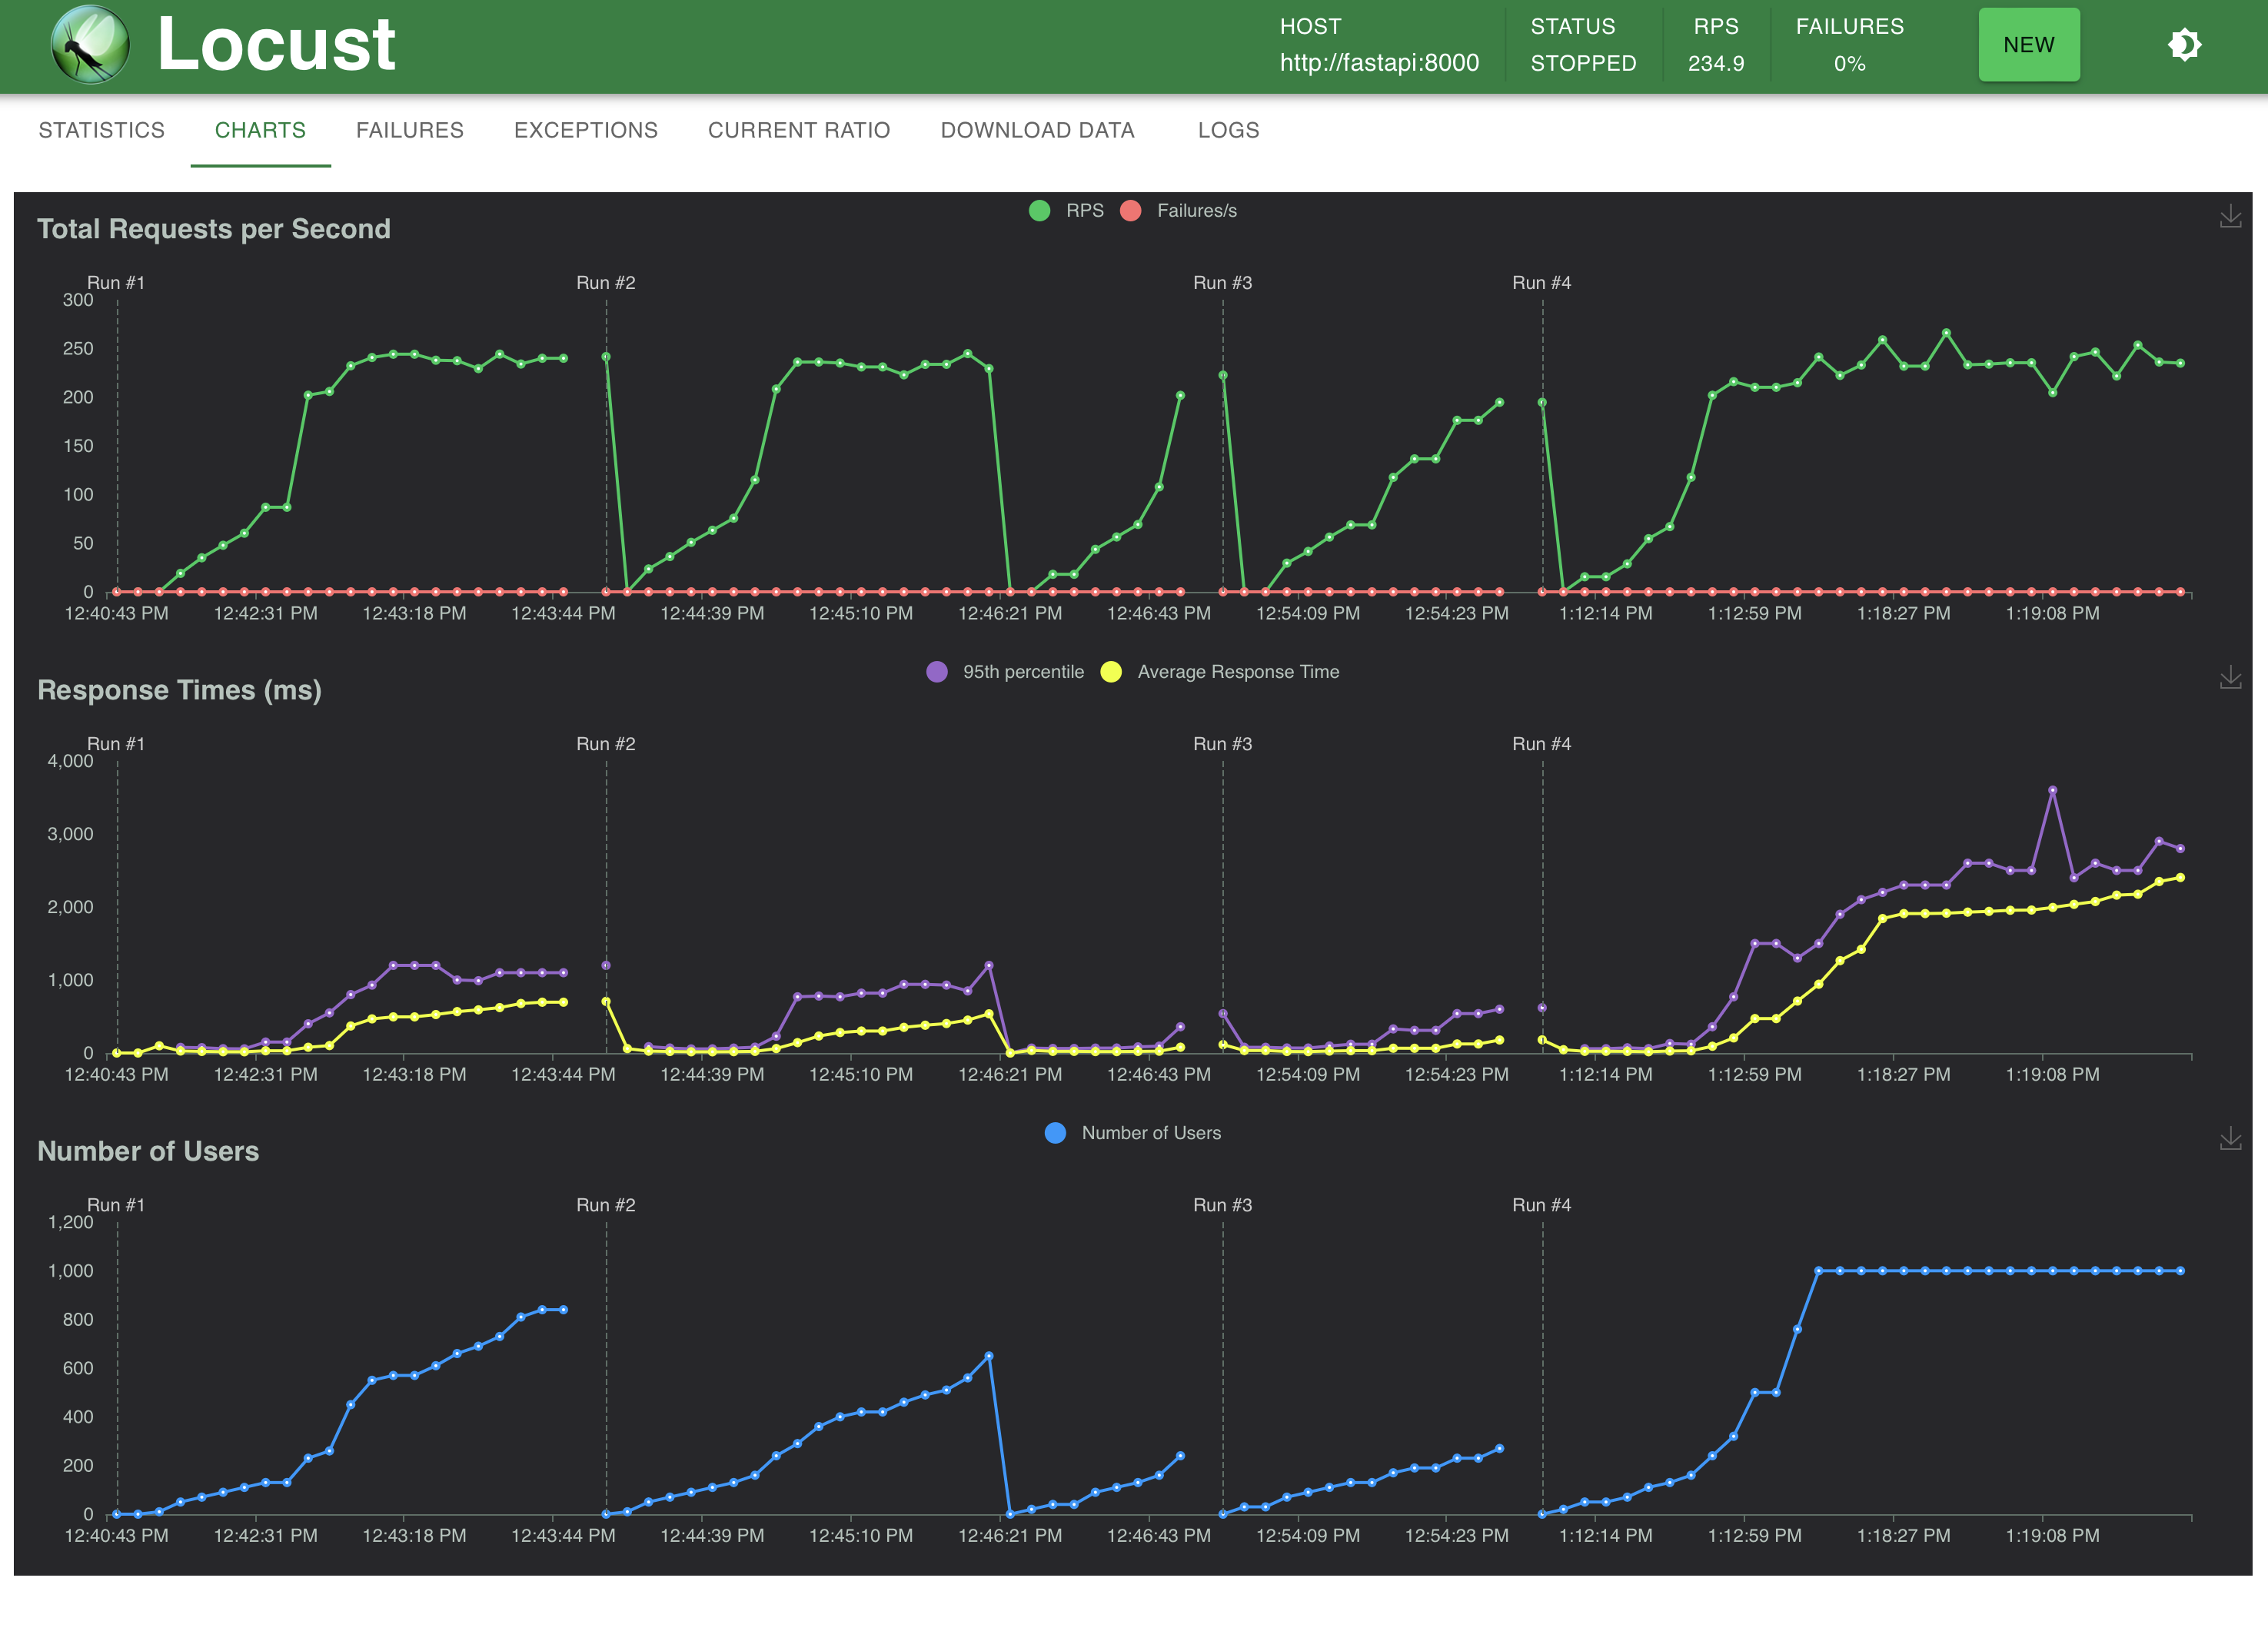 Locust
HOST
http://fastapi:8000
STATUS
STOPPED
RPS
234.9
FAILURES
0%
NEW
STATISTICS CHARTS FAILURES EXCEPTIONS CURRENT RATIO DOWNLOAD DATA LOGS
RPS Failures/s
Total Requests per Second
Run #1 Run #2 Run #3 Run #4
300
250
200
150
100
50
0
12:40:43 PM 12:42:31 PM 12:43:18 PM 12:43:44 PM 12:44:39 PM 12:45:10 PM 12:46:21 PM 12:46:43 PM 12:54:09 PM 12:54:23 PM 1:12:14 PM 1:12:59 PM 1:18:27 PM 1:19:08 PM
95th percentile Average Response Time
Response Times (ms)
Run #1 Run #2 Run #3 Run #4
4,000
3,000
2,000
1,000
0
12:40:43 PM 12:42:31 PM 12:43:18 PM 12:43:44 PM 12:44:39 PM 12:45:10 PM 12:46:21 PM 12:46:43 PM 12:54:09 PM 12:54:23 PM 1:12:14 PM 1:12:59 PM 1:18:27 PM 1:19:08 PM
Number of Users
Number of Users
Run #1 Run #2 Run #3 Run #4
1,200
1,000
800
600
400
200
0
12:40:43 PM 12:42:31 PM 12:43:18 PM 12:43:44 PM 12:44:39 PM 12:45:10 PM 12:46:21 PM 12:46:43 PM 12:54:09 PM 12:54:23 PM 1:12:14 PM 1:12:59 PM 1:18:27 PM 1:19:08 PM